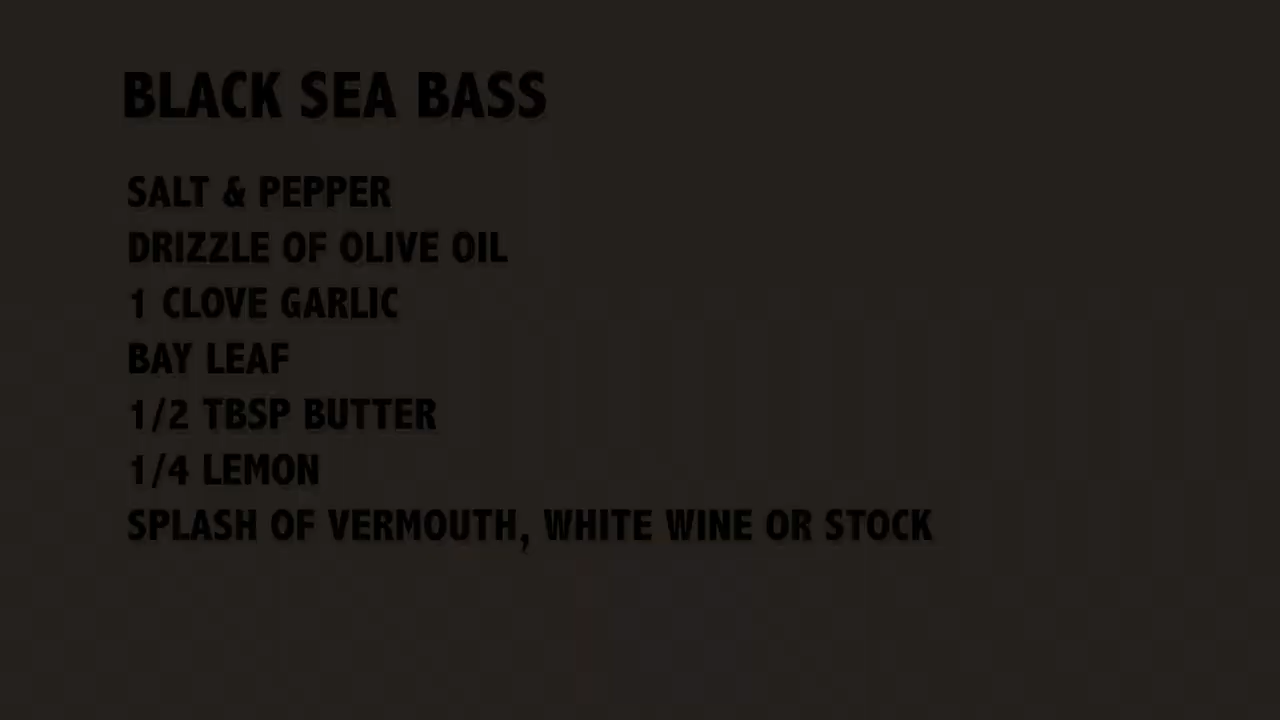 BLACK SEA BASS
SALT & PEPPER
DRIZZLE OF OLIVE OIL
1 CLOVE GARLIC
BAY LEAF
1/2 TBSP BUTTER
1/4 LEMON
SPLASH OF VERMOUTH, WHITE WINE OR STOCK